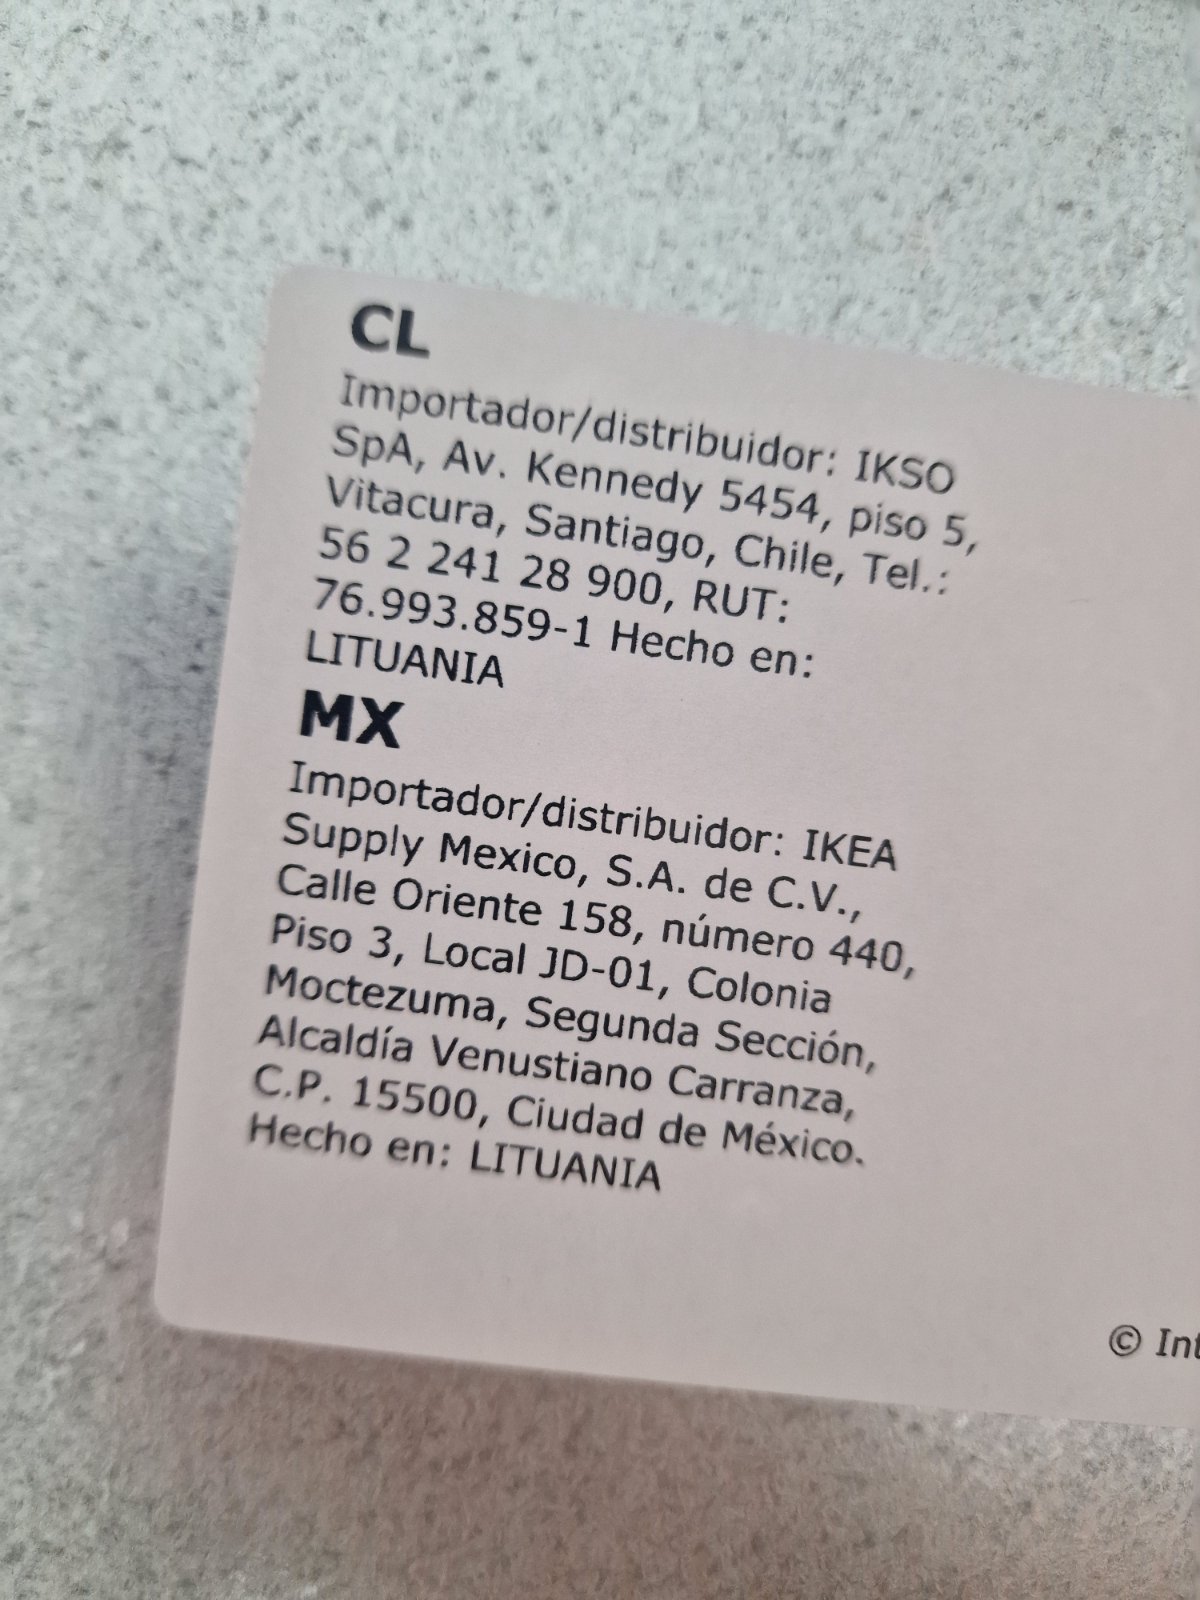 CL
Importador/distribuidor: IKSO
SpA, Av. Kennedy 5454, piso 5,
Vitacura, Santiago, Chile, Tel.:
56 2 241 28 900, RUT:
76.993.859-1 Hecho en:
LITUANIA
MX
Importador/distribuidor: IKEA
Supply Mexico, S.A. de C.V.,
Calle Oriente 158, número 440,
Piso 3, Local JD-01, Colonia
Moctezuma, Segunda Sección,
Alcaldía Venustiano Carranza,
C.P. 15500, Ciudad de México.
Hecho en: LITUANIA
©